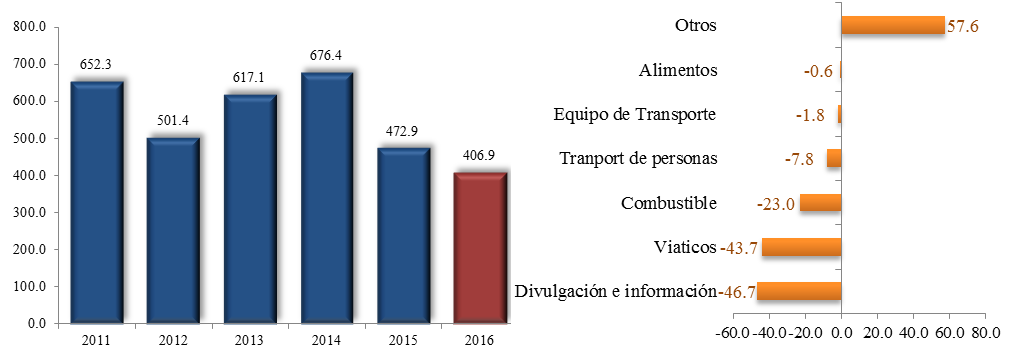 800.0
700.0
600.0
500.0
400.0
300.0
200.0
100.0
0.0
652.3
501.4
617.1
676.4
472.9
406.9
2011 2012 2013 2014 2015 2016
Otros 57.6
Alimentos -0.6
Equipo de Transporte -1.8
Tranport de personas -7.8
Combustible -23.0
Viaticos -43.7
Divulgación e información -46.7
-60.0 -40.0 -20.0 0.0 20.0 40.0 60.0 80.0